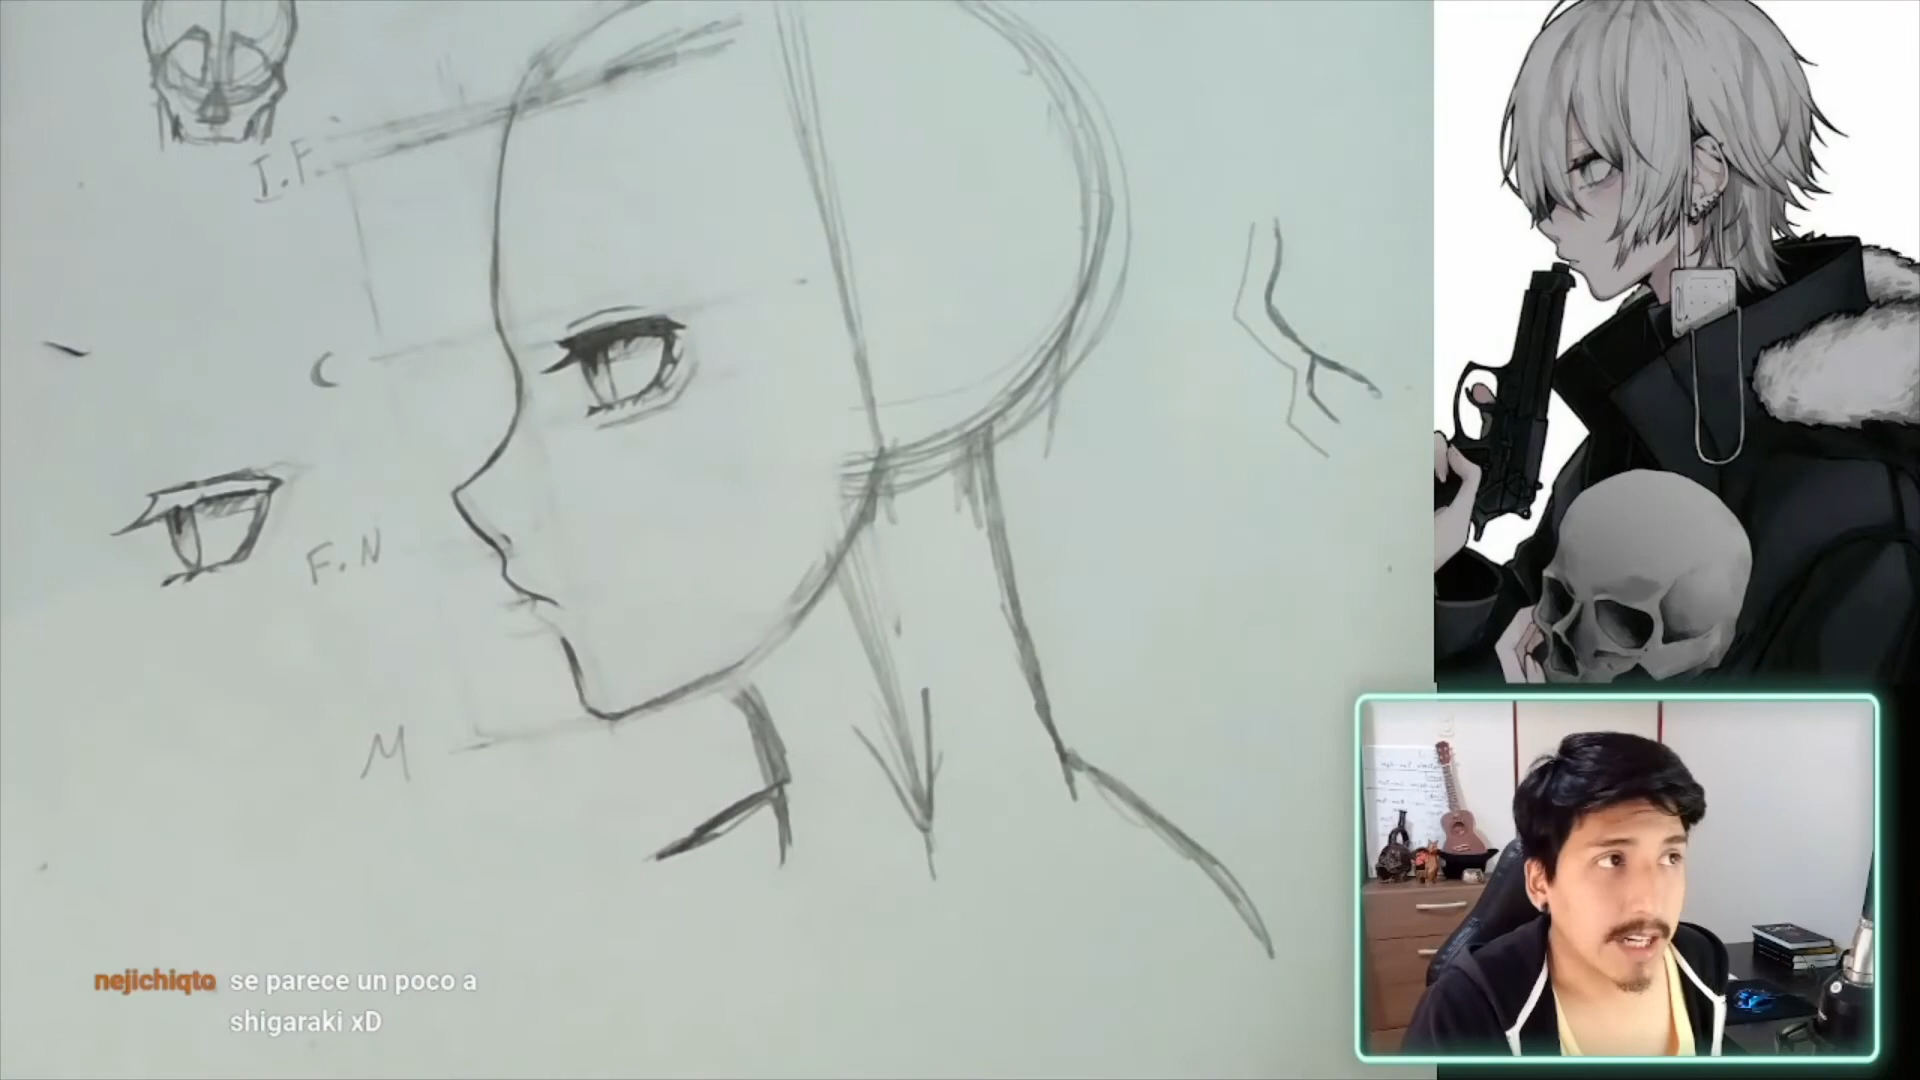 I.F.
C
F.N
M
nejichiqto se parece un poco a
shigaraki xD